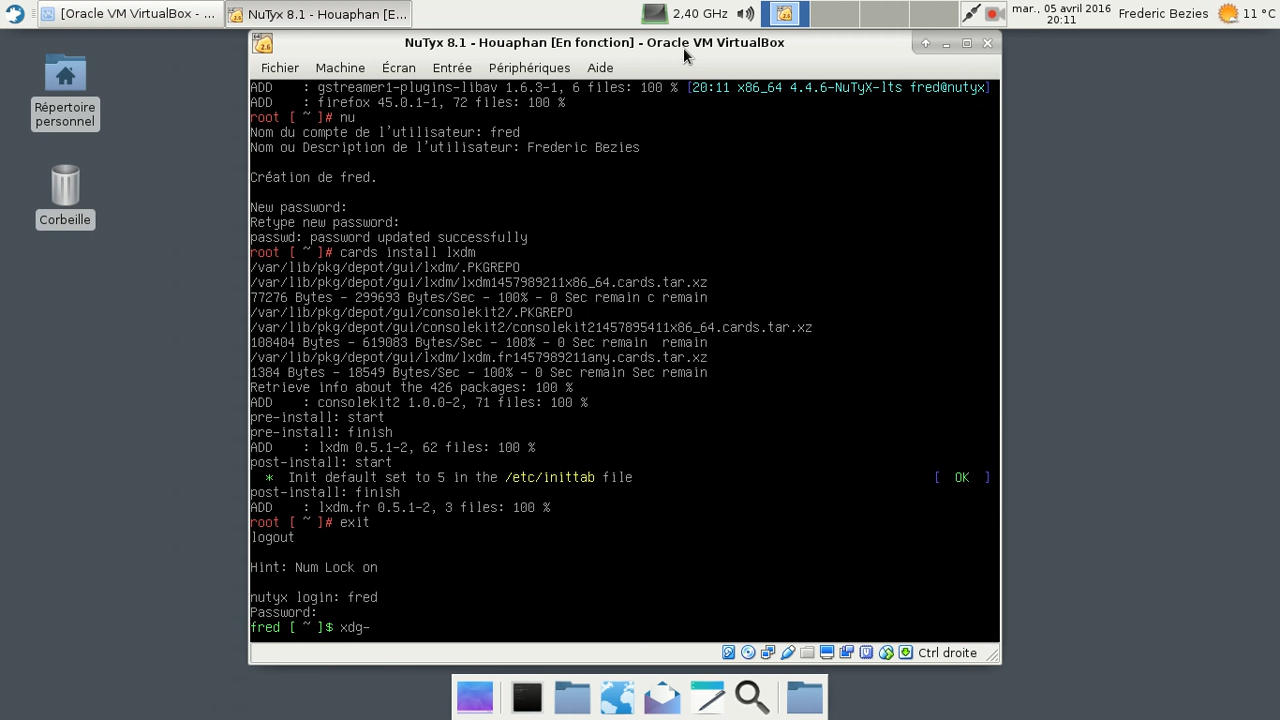 [Oracle VM VirtualBox - ...
NuTyx 8.1 - Houaphan [E...
2,40 GHz
mar., 05 avril 2016
20:11
Frederic Bezies
11 °C
Répertoire
personnel
Corbeille
NuTyx 8.1 - Houaphan [En fonction] - Oracle VM VirtualBox
Fichier Machine Écran Entrée Périphériques Aide
ADD    : gstreamer1-plugins-libav 1.6.3-1, 6 files: 100 % [20:11 x86_64 4.4.6-NuTyX-lts fred@nutyx]
ADD    : firefox 45.0.1-1, 72 files: 100 %
root [ ~ ]# nu
Nom du compte de l'utilisateur: fred
Nom ou Description de l'utilisateur: Frederic Bezies
Création de fred.
New password:
Retype new password:
passwd: password updated successfully
root [ ~ ]# cards install lxdm
/var/lib/pkg/depot/gui/lxdm/.PKGREPO
/var/lib/pkg/depot/gui/lxdm/lxdm1457989211x86_64.cards.tar.xz
77276 Bytes - 299693 Bytes/Sec - 100% - 0 Sec remain c remain
/var/lib/pkg/depot/gui/consolekit2/.PKGREPO
/var/lib/pkg/depot/gui/consolekit2/consolekit21457895411x86_64.cards.tar.xz
108404 Bytes - 619083 Bytes/Sec - 100% - 0 Sec remain  remain
/var/lib/pkg/depot/gui/lxdm/lxdm.fr1457989211any.cards.tar.xz
1384 Bytes - 18549 Bytes/Sec - 100% - 0 Sec remain Sec remain
Retrieve info about the 426 packages: 100 %
ADD    : consolekit2 1.0.0-2, 71 files: 100 %
pre-install: start
pre-install: finish
ADD    : lxdm 0.5.1-2, 62 files: 100 %
post-install: start
  *  Init default set to 5 in the /etc/inittab file [ OK ]
post-install: finish
ADD    : lxdm.fr 0.5.1-2, 3 files: 100 %
root [ ~ ]# exit
logout
Hint: Num Lock on
nutyx login: fred
Password:
fred [ ~ ]$ xdg-
Ctrl droite